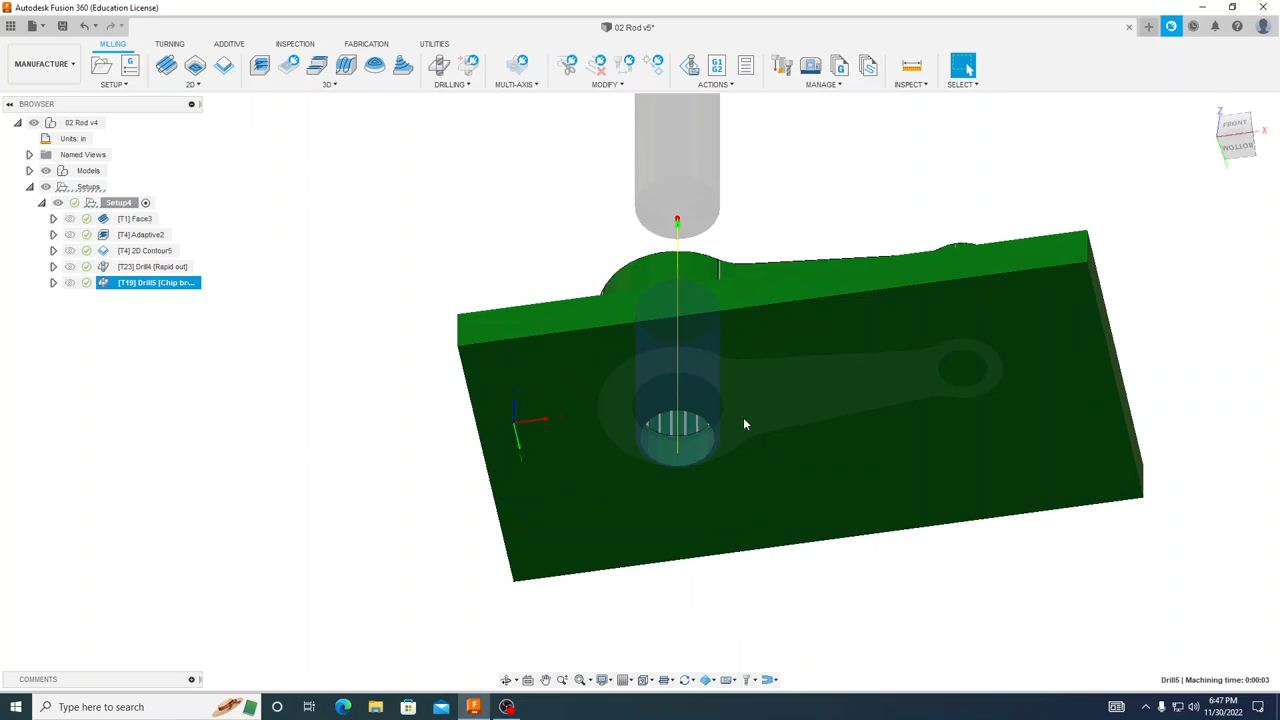 Autodesk Fusion 360 (Education License)
02 Rod v5*
MILLING TURNING ADDITIVE INSPECTION FABRICATION UTILITIES
MANUFACTURE
G1G2
SETUP 2D 3D DRILLING MULTI-AXIS MODIFY ACTIONS MANAGE INSPECT SELECT
BROWSER
02 Rod v4
Units: in
Named Views
Models
Setups
Setup4
[T1] Face3
[T4] Adaptive2
[T4] 2D Contour5
[T23] Drill4 [Rapid out]
[T19] Drill5 [Chip br...
Z
FRONT
X
BOTTOM
Y
COMMENTS
Drill5 | Machining time: 0:00:03
Type here to search
6:47 PM
11/30/2022